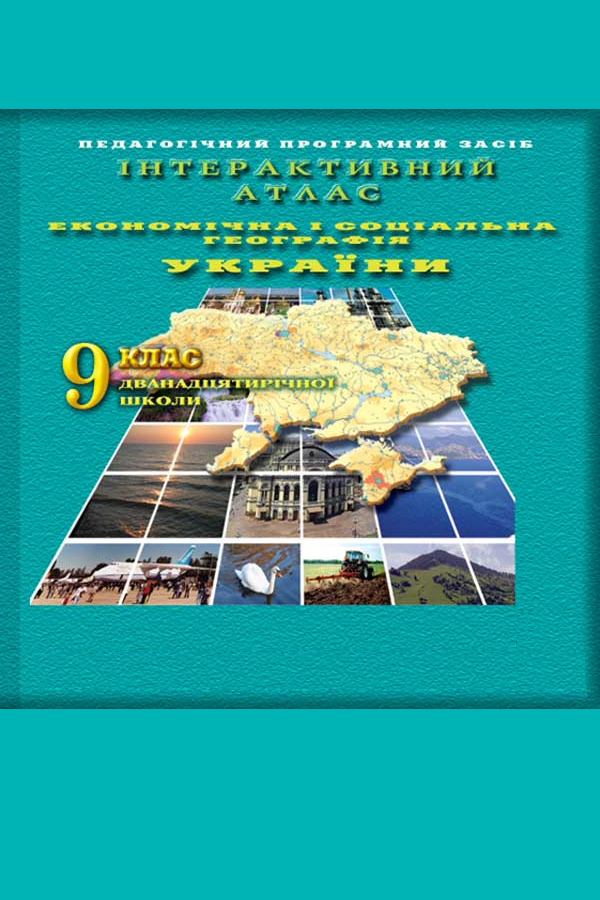 ПЕДАГОГІЧНИЙ ПРОГРАМНИЙ ЗАСІБ
ІНТЕРАКТИВНИЙ
АТЛАС
ЕКОНОМІЧНА І СОЦІАЛЬНА
ГЕОГРАФІЯ
УКРАЇНИ
9 КЛАС
ДВАНАДЦЯТИРІЧНОЇ
ШКОЛИ